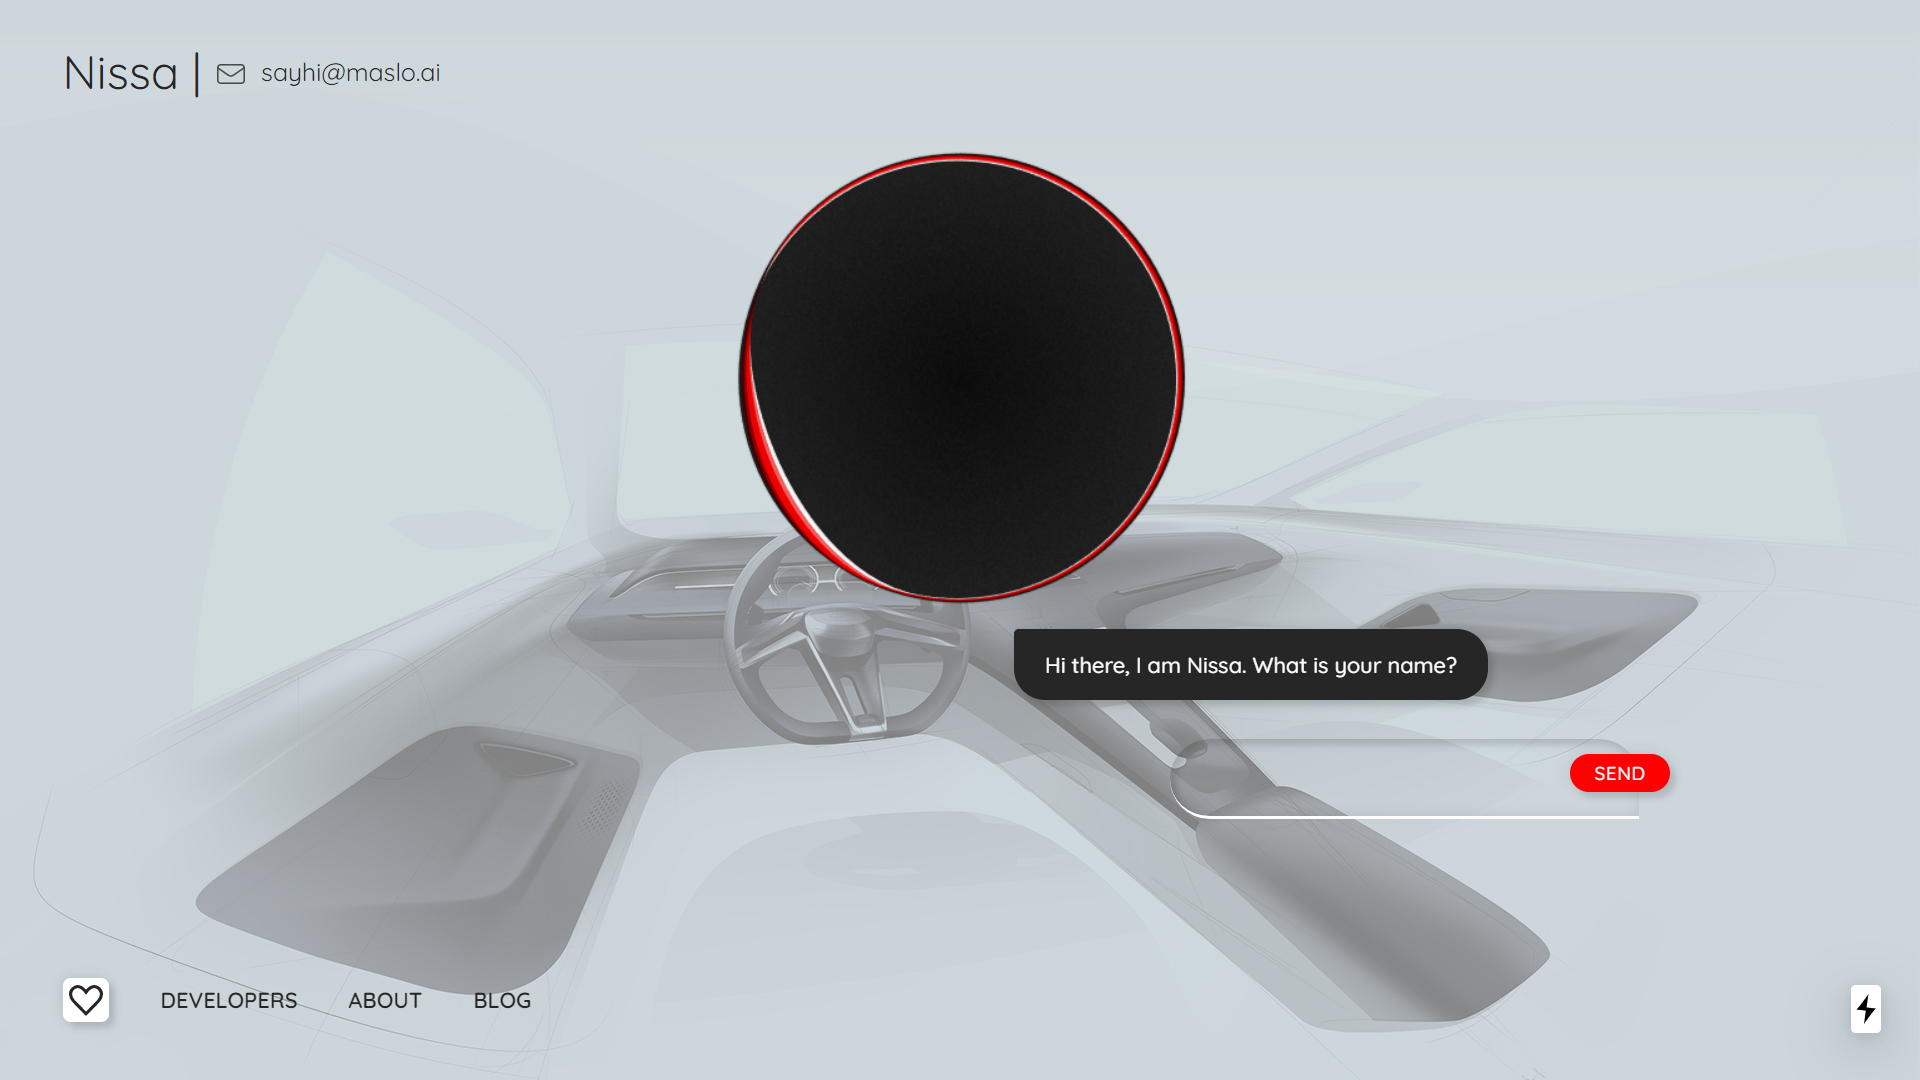 Nissa | sayhi@maslo.ai
Hi there, I am Nissa. What is your name?
SEND
DEVELOPERS ABOUT BLOG